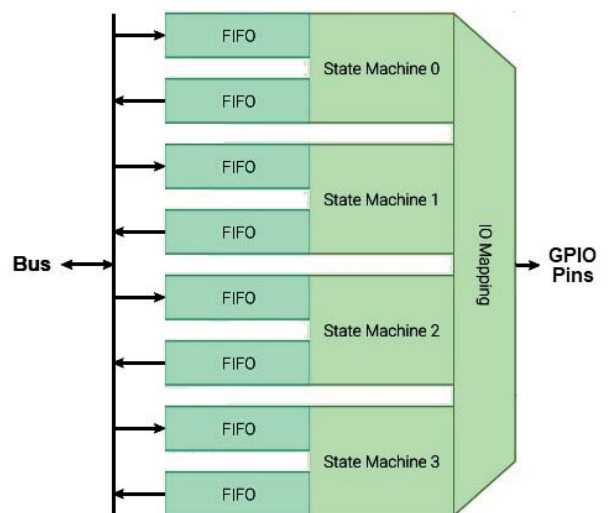 FIFO
State Machine 0
FIFO
FIFO
State Machine 1
FIFO
Bus
IO Mapping
GPIO
Pins
FIFO
State Machine 2
FIFO
FIFO
State Machine 3
FIFO